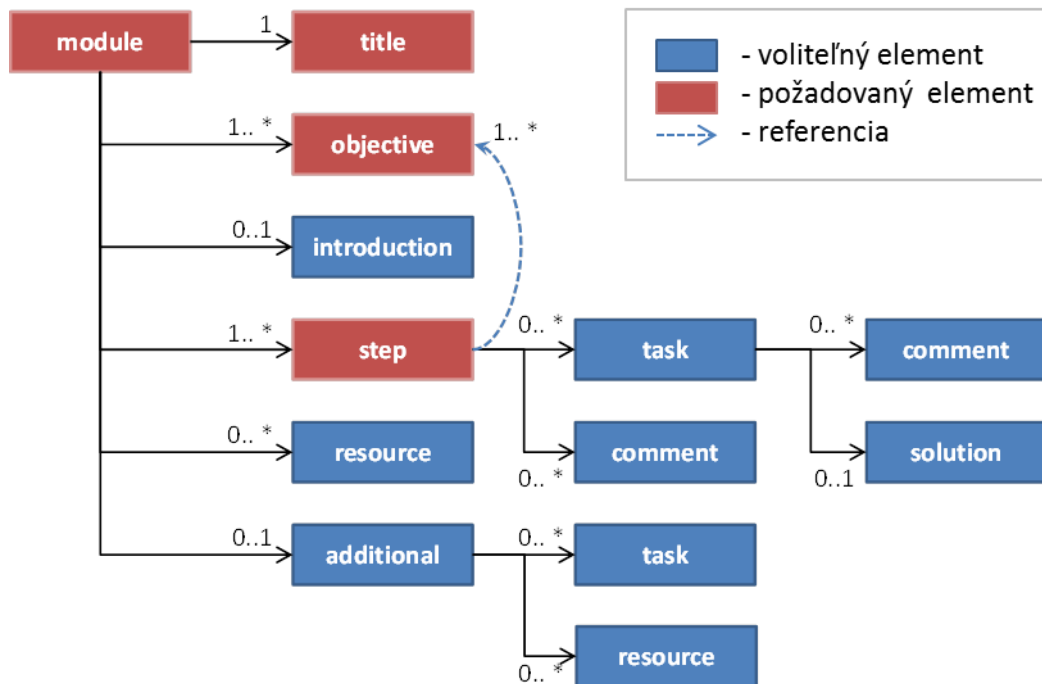 module
1
title
- voliteľný element
- požadovaný element
- referencia
1.. *
objective
1.. *
0..1
introduction
1.. *
step
0.. *
task
0.. *
comment
0.. *
resource
0.. *
comment
0..1
solution
0..1
additional
0.. *
task
0.. *
resource